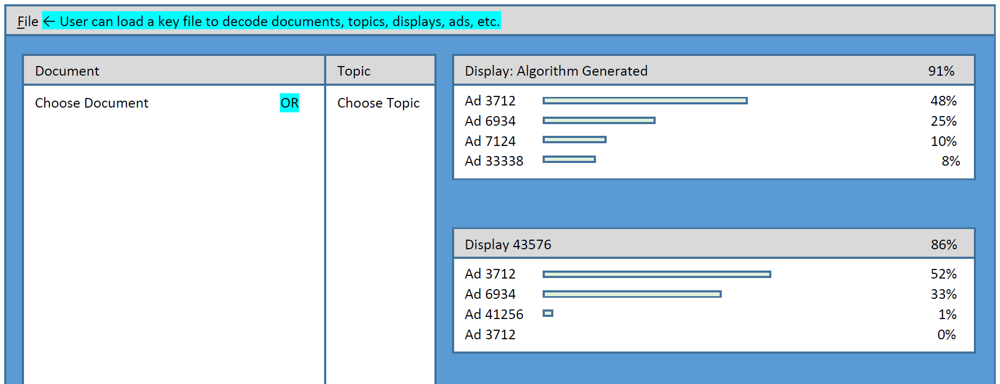 File ← User can load a key file to decode documents, topics, displays, ads, etc.
Document Topic
Choose Document OR Choose Topic
Display: Algorithm Generated 91%
Ad 3712 48%
Ad 6934 25%
Ad 7124 10%
Ad 33338 8%
Display 43576 86%
Ad 3712 52%
Ad 6934 33%
Ad 41256 1%
Ad 3712 0%